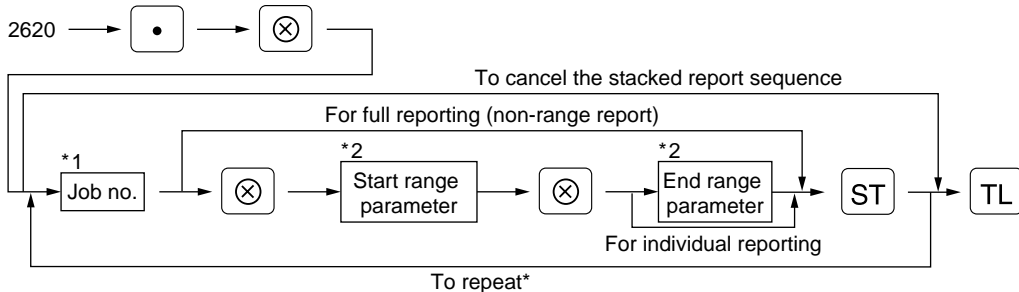 2620 • ⊗
To cancel the stacked report sequence
For full reporting (non-range report)
*1
*2
*2
Job no.
⊗
Start range
parameter
⊗
End range
parameter
ST
TL
For individual reporting
To repeat*